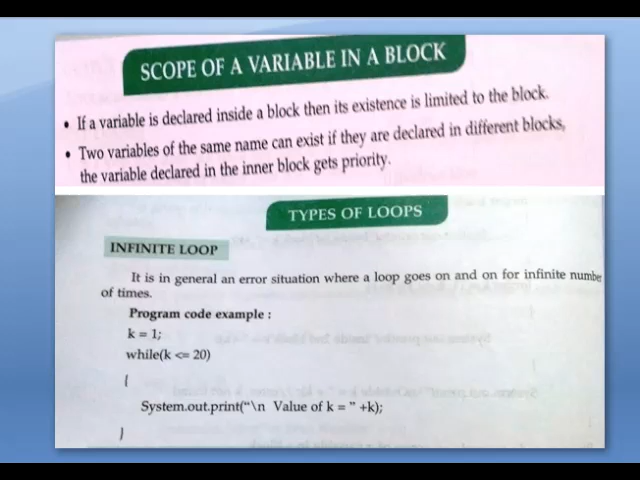 SCOPE OF A VARIABLE IN A BLOCK
• If a variable is declared inside a block then its existence is limited to the block.
• Two variables of the same name can exist if they are declared in different blocks,
the variable declared in the inner block gets priority.
TYPES OF LOOPS
INFINITE LOOP
It is in general an error situation where a loop goes on and on for infinite numbe
of times.
Program code example :
k = 1;
while(k <= 20)
{
System.out.print("\n Value of k = " +k);
}